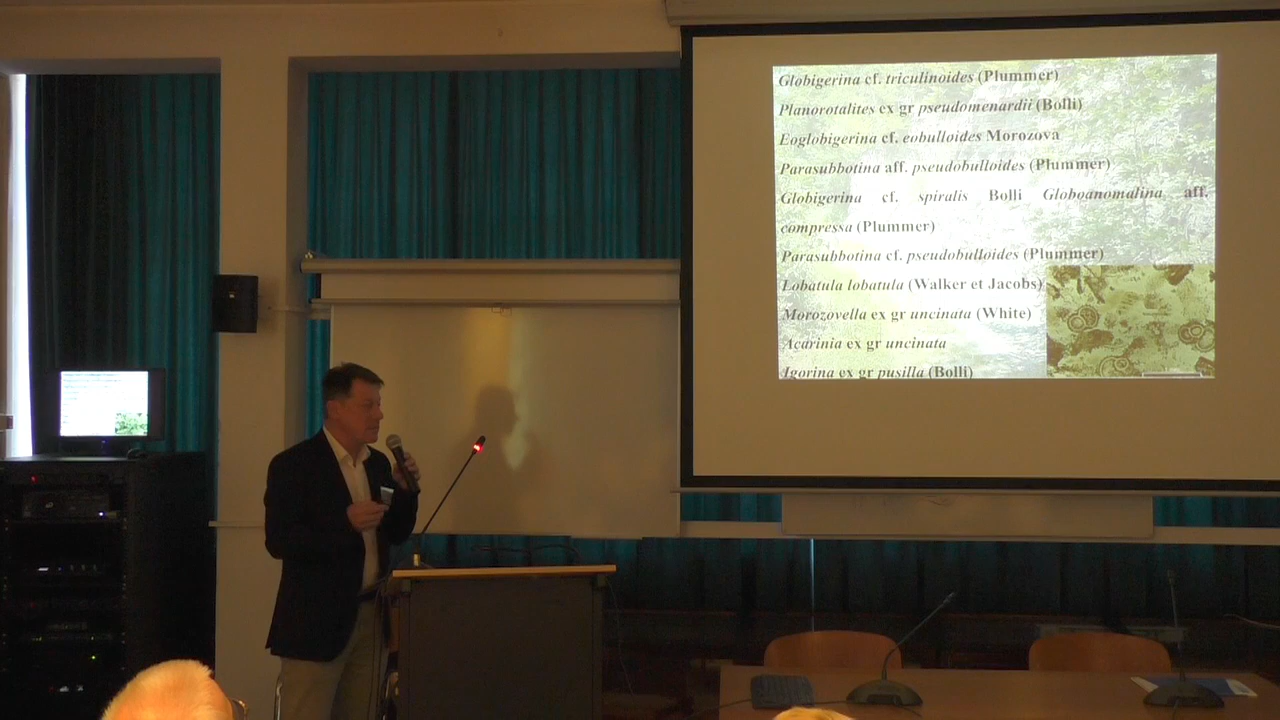 Globigerina cf. triculinoides (Plummer)
Planorotalites ex gr pseudomenardii (Bolli)
Eoglobigerina cf. eobulloides Morozova
Parasubbotina aff. pseudobulloides (Plummer)
Globigerina cf. spiralis Bolli Globoanomalina aff.
compressa (Plummer)
Parasubbotina cf. pseudobulloides (Plummer)
Lobatula lobatula (Walker et Jacobs)
Morozovella ex gr uncinata (White)
Acarinia ex gr uncinata
Igorina ex gr pusilla (Bolli)